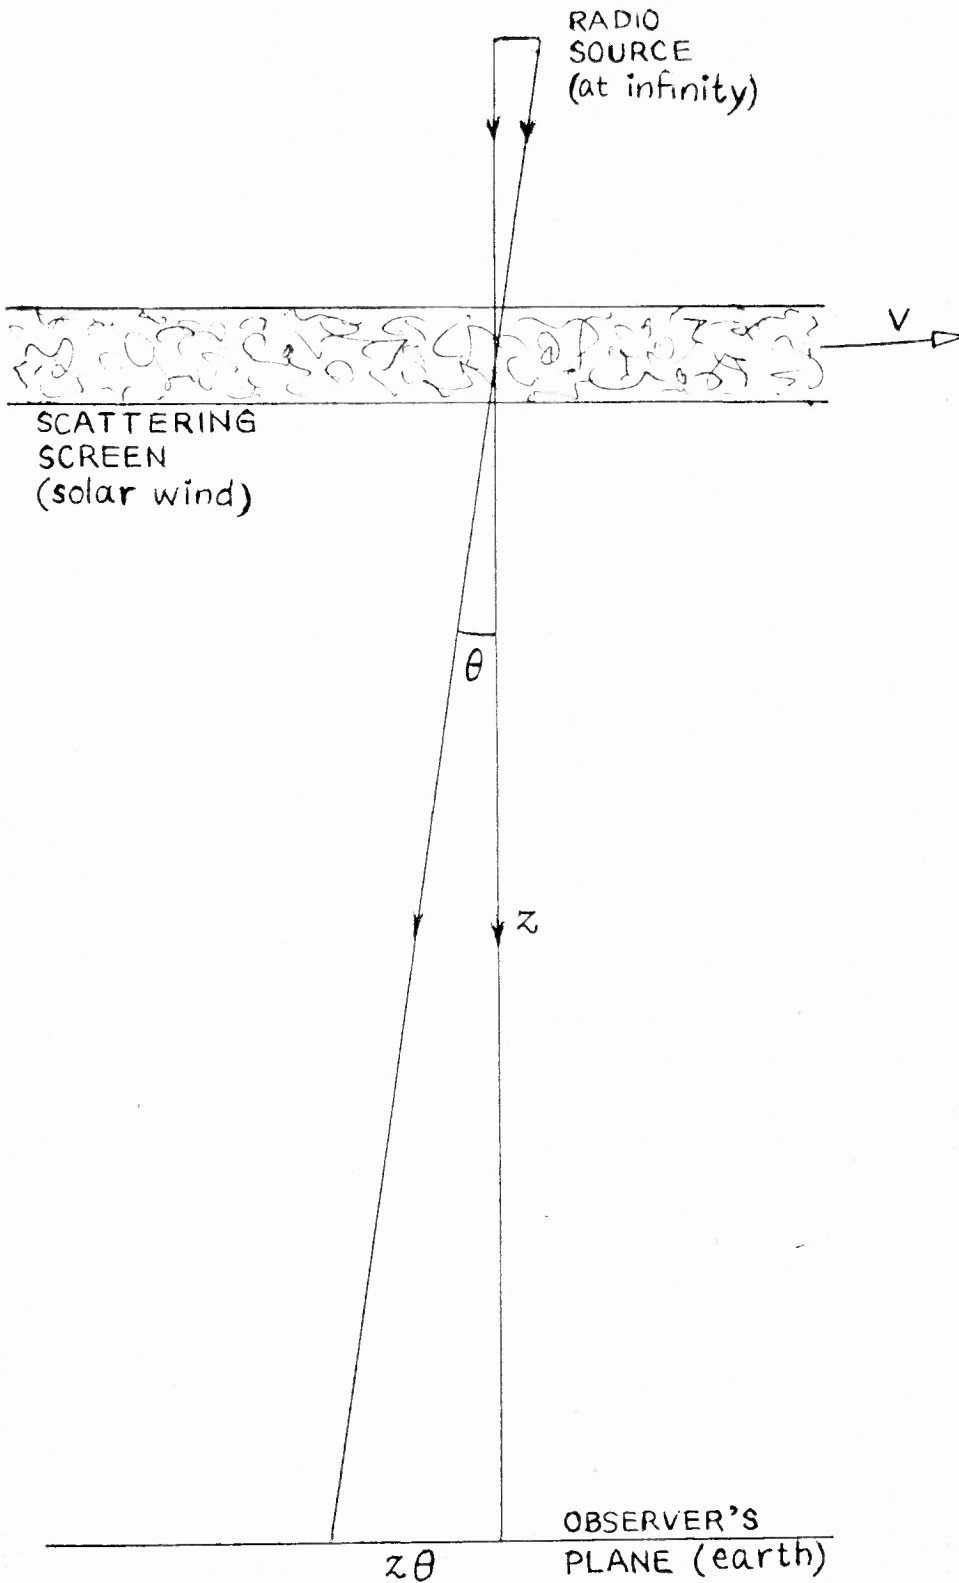 RADIO
SOURCE
(at infinity)
V
SCATTERING
SCREEN
(solar wind)
θ
z
OBSERVER'S
PLANE (earth)
zθ